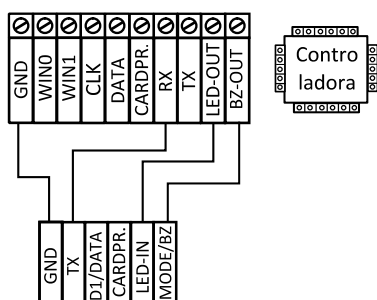 GND
WIN0
WIN1
CLK
DATA
CARDPR.
RX
TX
LED-OUT
BZ-OUT
Contro
ladora
GND
TX
D1/DATA
CARDPR.
LED-IN
MODE/BZ